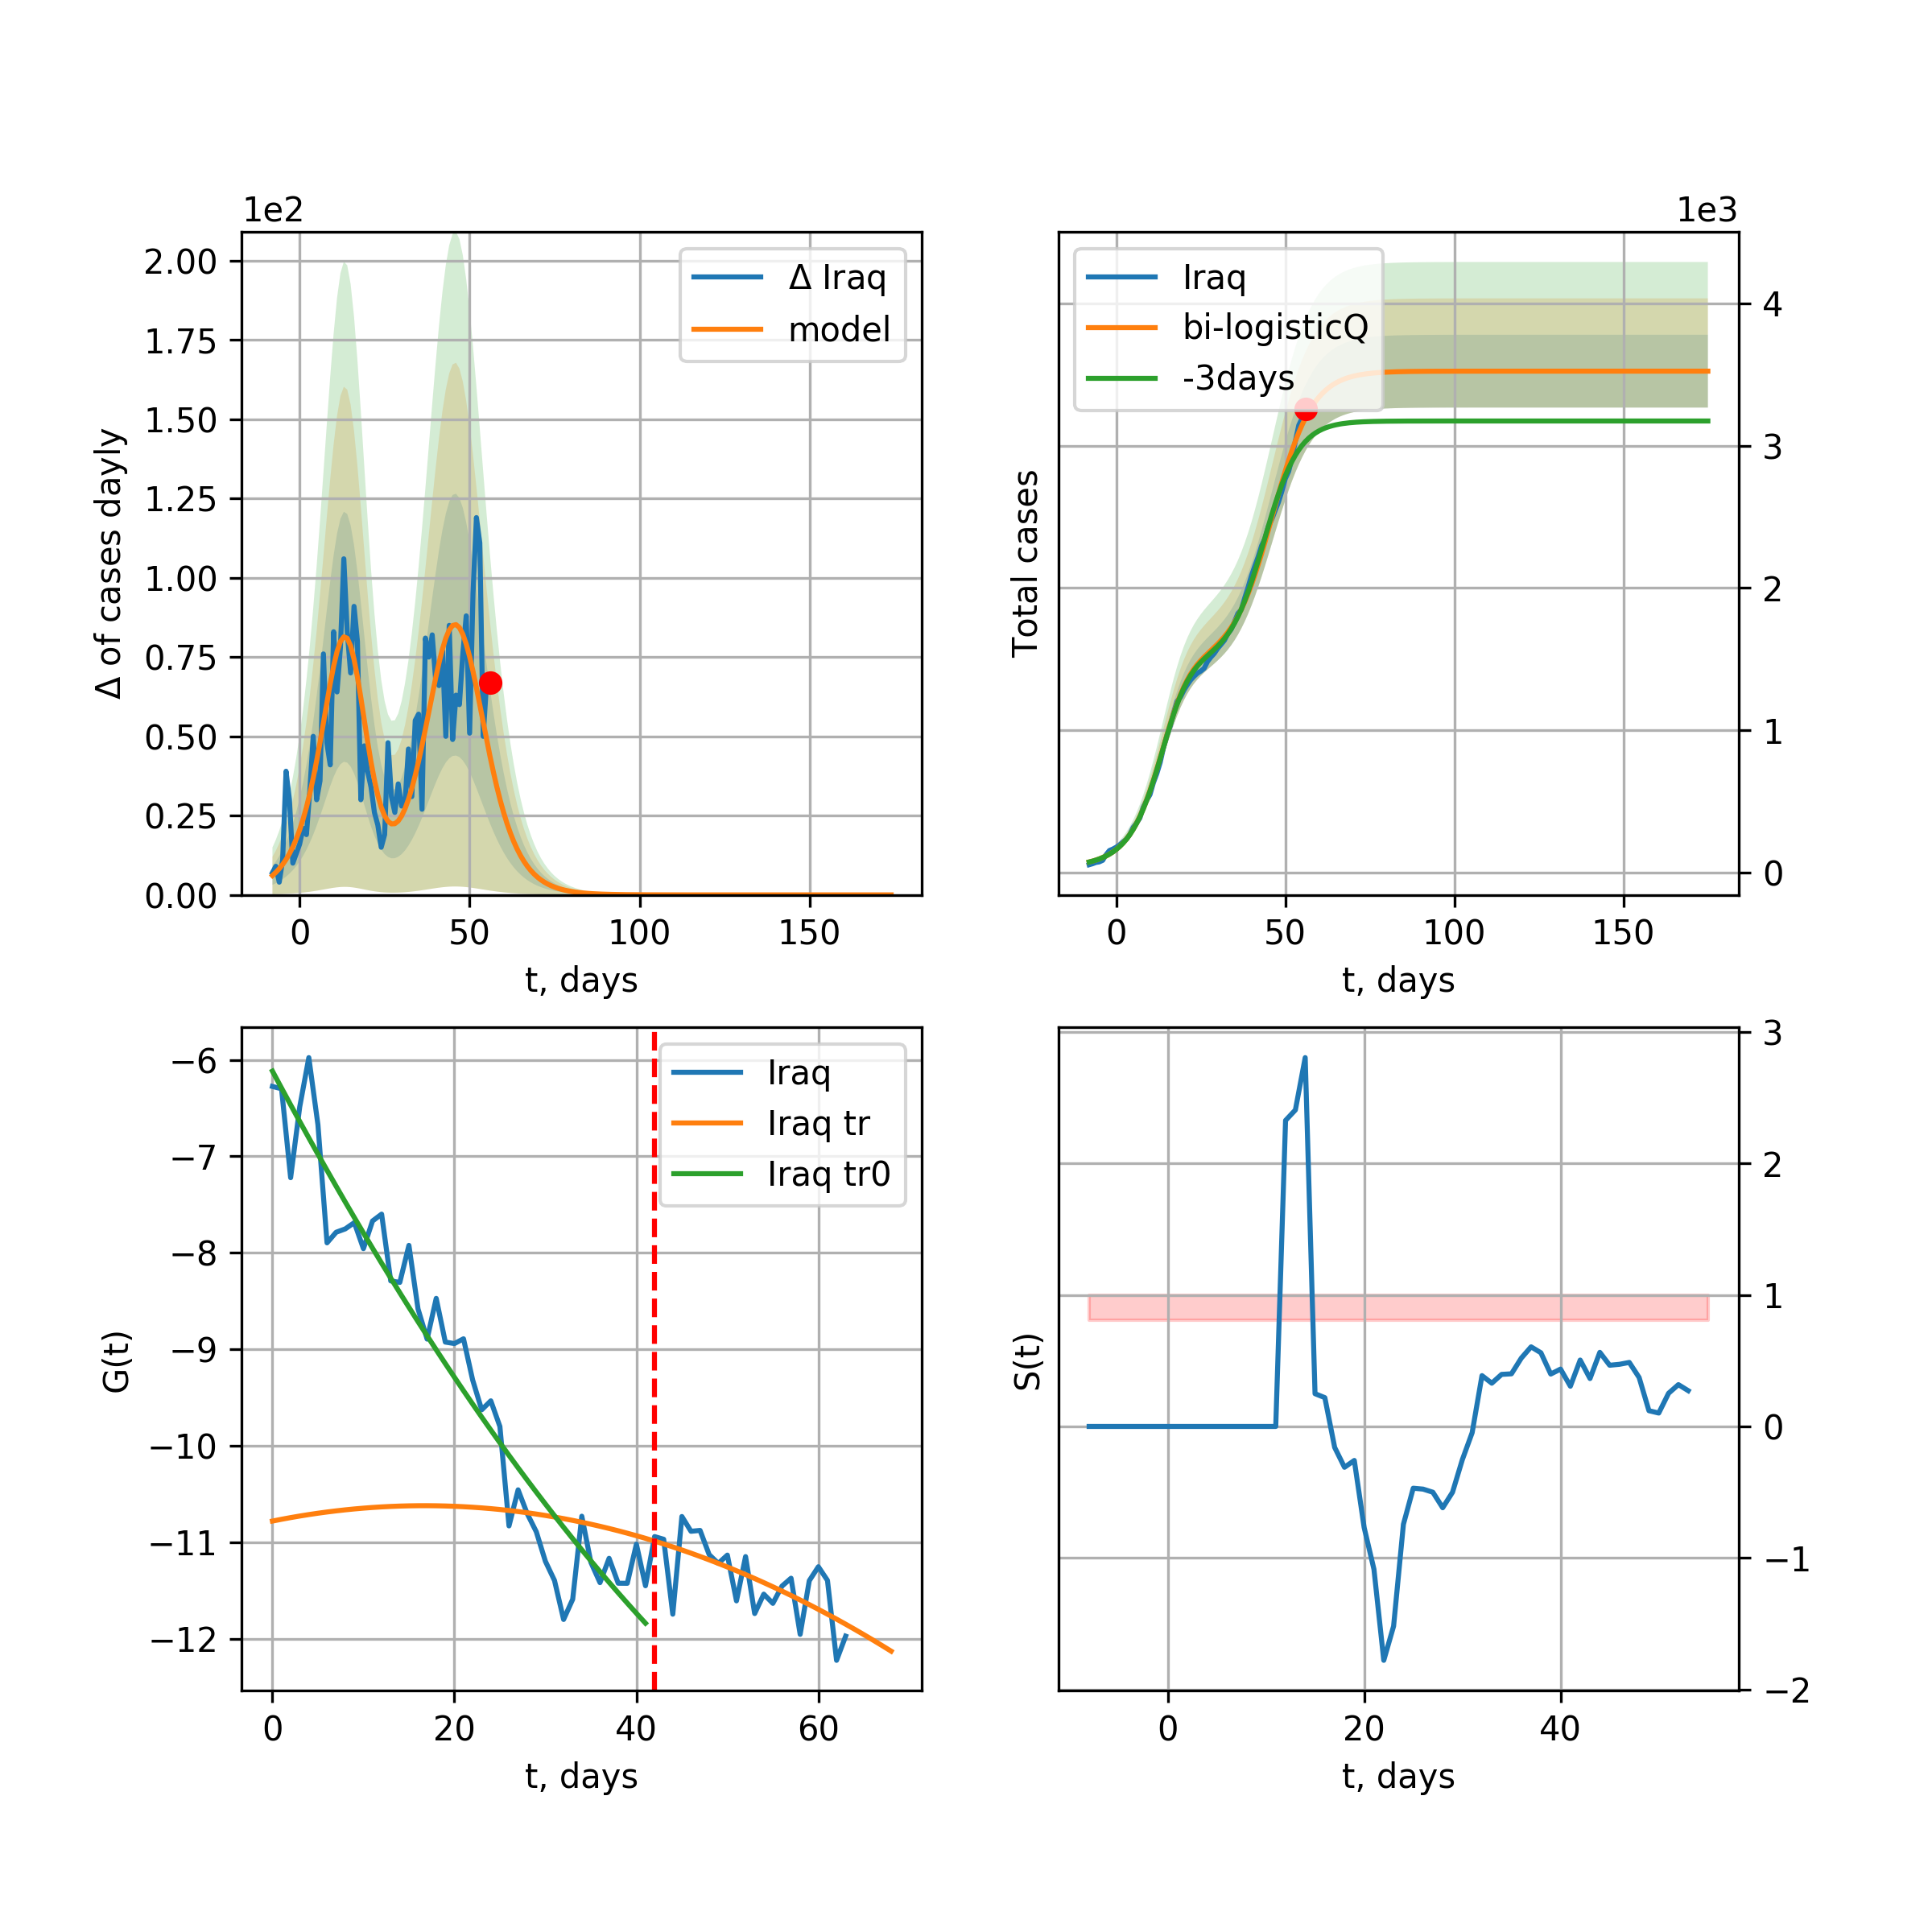 1e2
2.00
1.75
1.50
1.25
1.00
0.75
0.50
0.25
0.00
Δ of cases dayly
Δ Iraq
model
0
50
100
150
t, days
1e3
Total cases
Iraq
bi-logisticQ
-3days
4
3
2
1
0
0
50
100
150
t, days
−6
−7
−8
−9
−10
−11
−12
G(t)
Iraq
Iraq tr
Iraq tr0
0
20
40
60
t, days
S(t)
3
2
1
0
−1
−2
0
20
40
t, days